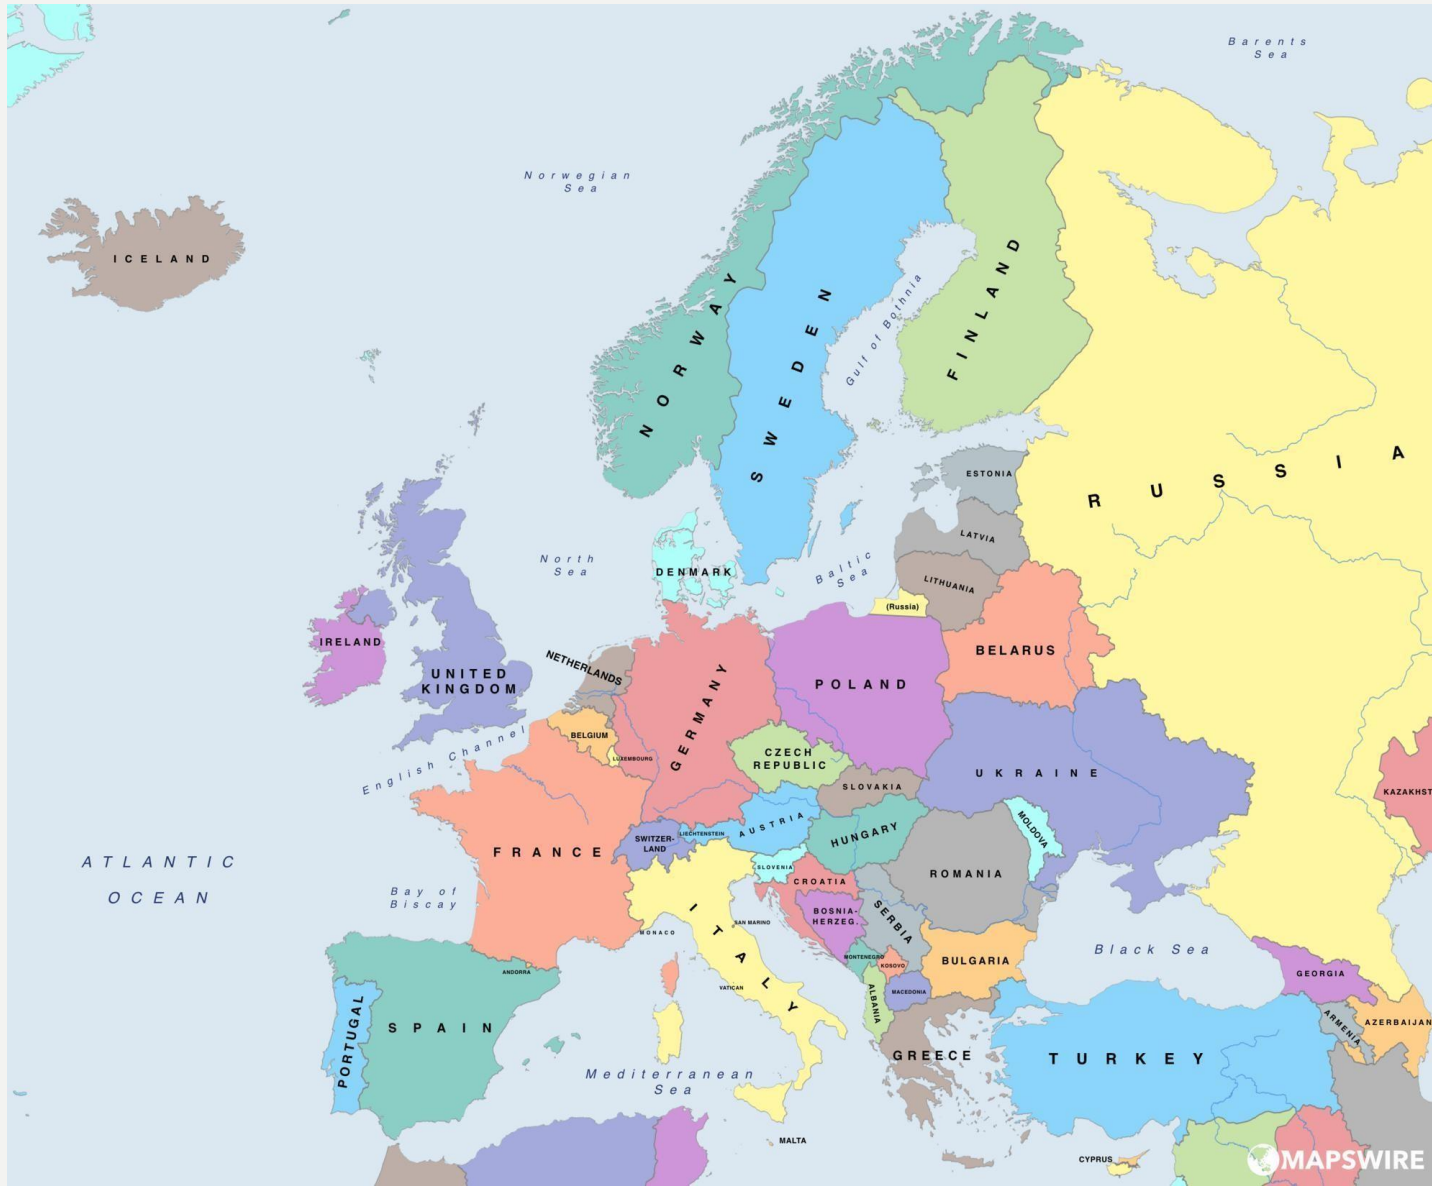 Barents
Sea
Norwegian
Sea
ICELAND
NORWAY
SWEDEN
FINLAND
Gulf of Bothnia
RUSSIA
ESTONIA
LATVIA
LITHUANIA
(Russia)
Baltic
Sea
North
Sea
DENMARK
IRELAND
UNITED
KINGDOM
NETHERLANDS
BELGIUM
LUXEMBOURG
GERMANY
POLAND
BELARUS
English Channel
CZECH
REPUBLIC
SLOVAKIA
UKRAINE
KAZAKHST
MOLDOVA
AUSTRIA
LIECHTENSTEIN
SWITZER-
LAND
HUNGARY
FRANCE
ATLANTIC
OCEAN
Bay of
Biscay
SLOVENIA
CROATIA
ROMANIA
BOSNIA-
HERZEG.
SERBIA
ITALY
SAN MARINO
MONACO
VATICAN
ANDORRA
MONTENEGRO
KOSOVO
BULGARIA
Black Sea
GEORGIA
ARMENIA
AZERBAIJAN
MACEDONIA
ALBANIA
GREECE
TURKEY
PORTUGAL
SPAIN
Mediterranean
Sea
MALTA
CYPRUS
MAPSWIRE